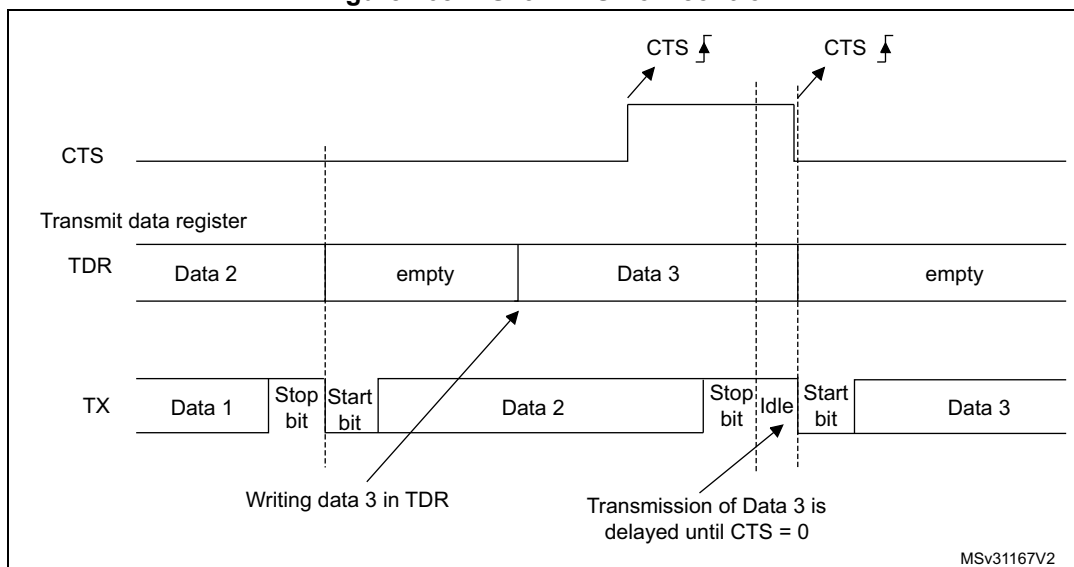 CTS CTS
CTS
Transmit data register
TDR Data 2 empty Data 3 empty
TX Data 1 Stop bit Start bit Data 2 Stop bit Idle Start bit Data 3
Writing data 3 in TDR
Transmission of Data 3 is
delayed until CTS = 0
MSv31167V2